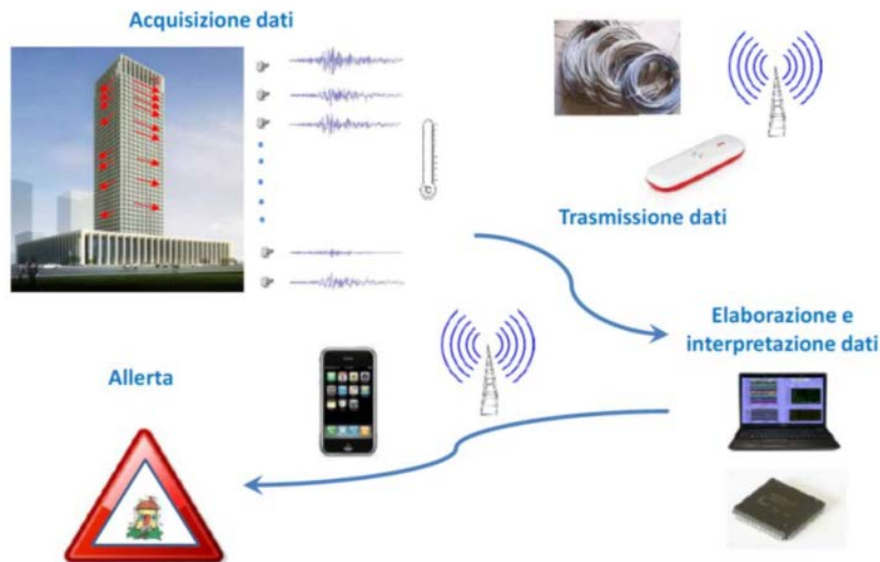 Acquisizione dati
Trasmissione dati
Elaborazione e
interpretazione dati
Allerta
°C